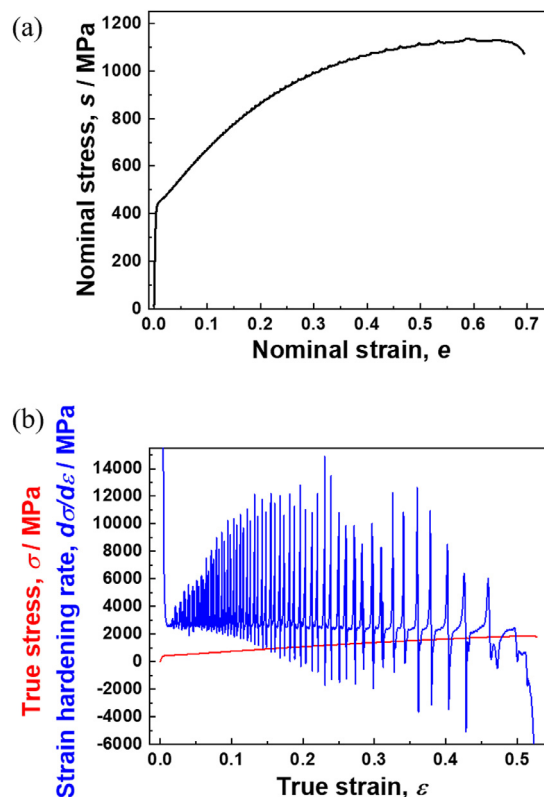 (a)
Nominal stress, s / MPa
1200
1000
800
600
400
200
0
0.0 0.1 0.2 0.3 0.4 0.5 0.6 0.7
Nominal strain, e
(b)
True stress, σ / MPa
Strain hardening rate, dσ/dε / MPa
14000
12000
10000
8000
6000
4000
2000
0
-2000
-4000
-6000
0.0 0.1 0.2 0.3 0.4 0.5
True strain, ε